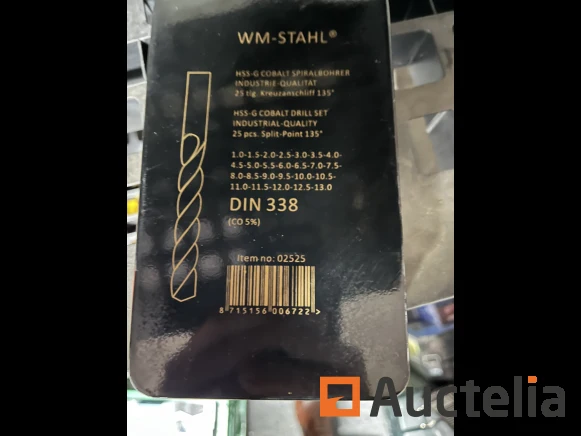 WM-STAHL®
HSS-G COBALT SPIRALBOHRER
INDUSTRIE-QUALITÄT
25 tlg. Kreuzanschliff 135°
HSS-G COBALT DRILL SET
INDUSTRIAL-QUALITY
25 pcs. Split-Point 135°
1.0-1.5-2.0-2.5-3.0-3.5-4.0-
4.5-5.0-5.5-6.0-6.5-7.0-7.5-
8.0-8.5-9.0-9.5-10.0-10.5-
11.0-11.5-12.0-12.5-13.0
DIN 338
(CO 5%)
Item no: 02525
8 715156 006722 >
Auctelia